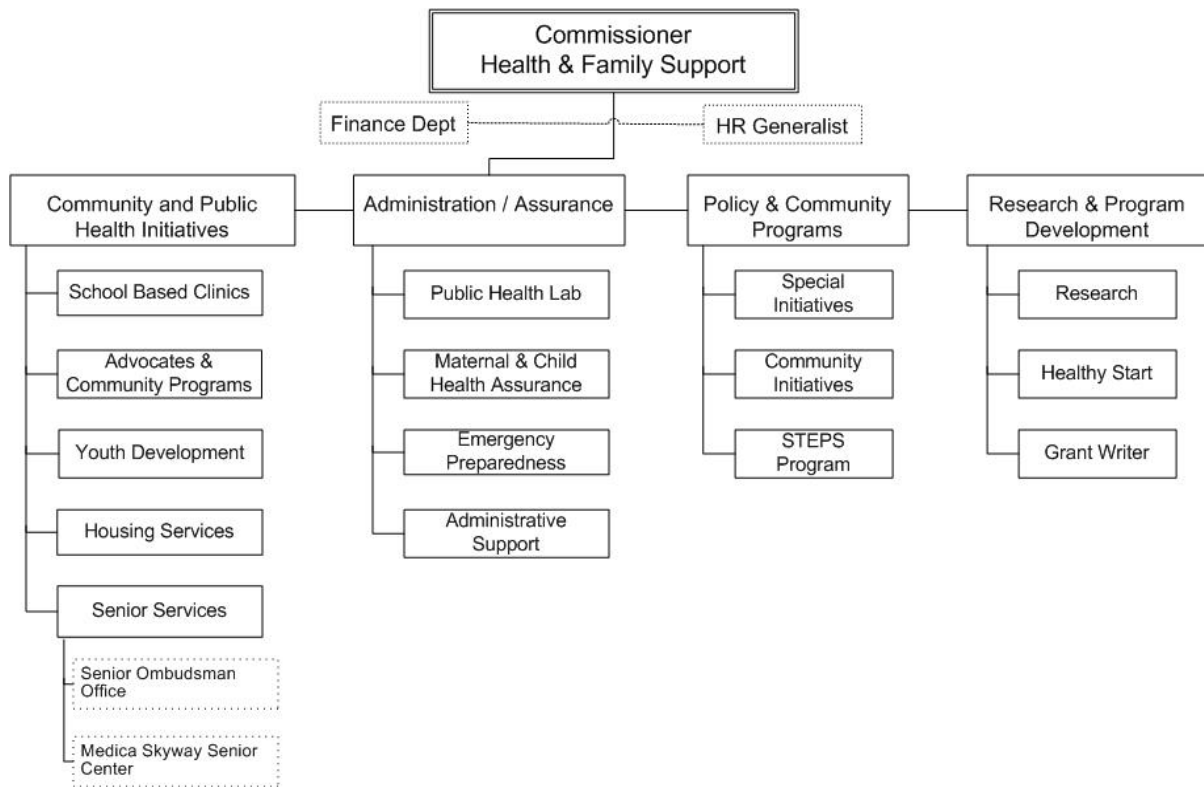 Commissioner
Health & Family Support
Finance Dept
HR Generalist
Community and Public
Health Initiatives
Administration / Assurance
Policy & Community
Programs
Research & Program
Development
School Based Clinics
Advocates &
Community Programs
Youth Development
Housing Services
Senior Services
Senior Ombudsman
Office
Medica Skyway Senior
Center
Public Health Lab
Maternal & Child
Health Assurance
Emergency
Preparedness
Administrative
Support
Special
Initiatives
Community
Initiatives
STEPS
Program
Research
Healthy Start
Grant Writer